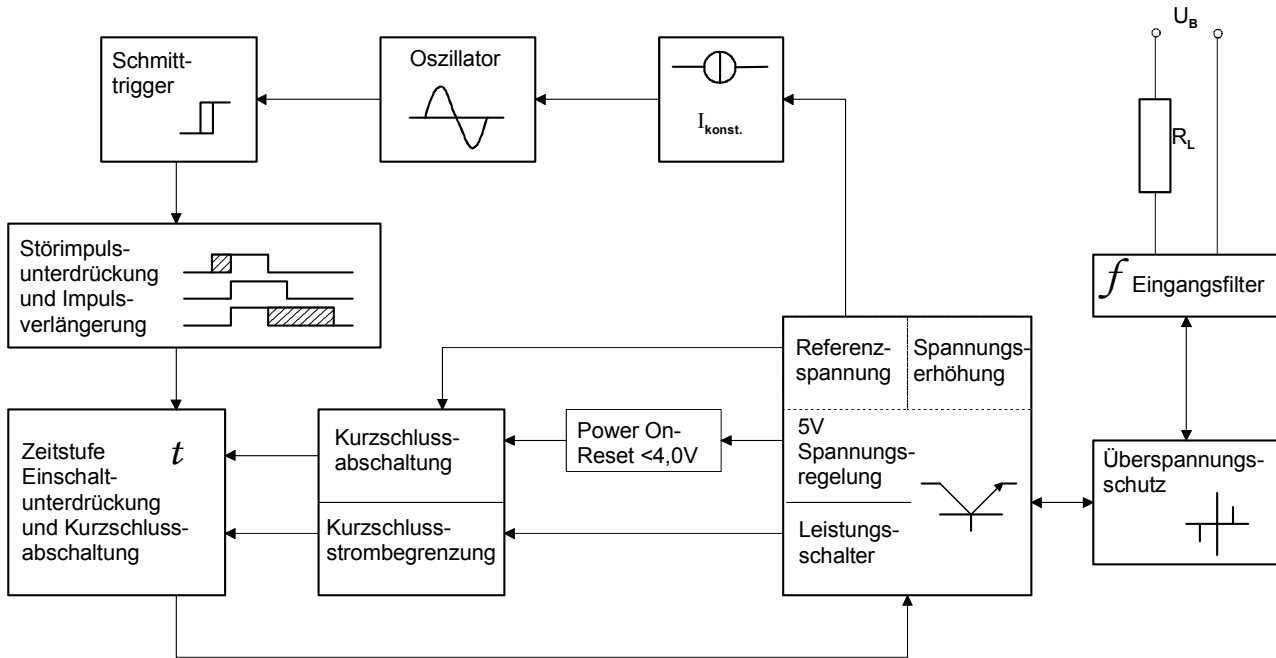 U_B
Schmitt-
trigger
Oszillator
I_konst.
R_L
Störimpuls-
unterdrückung
und Impuls-
verlängerung
f Eingangsfilter
Referenz-
spannung
Spannungs-
erhöhung
Zeitstufe t
Einschalt-
unterdrückung
und Kurzschluss-
abschaltung
Kurzschluss-
abschaltung
Power On-
Reset <4,0V
5V
Spannungs-
regelung
Überspannungs-
schutz
Kurzschluss-
strombegrenzung
Leistungs-
schalter